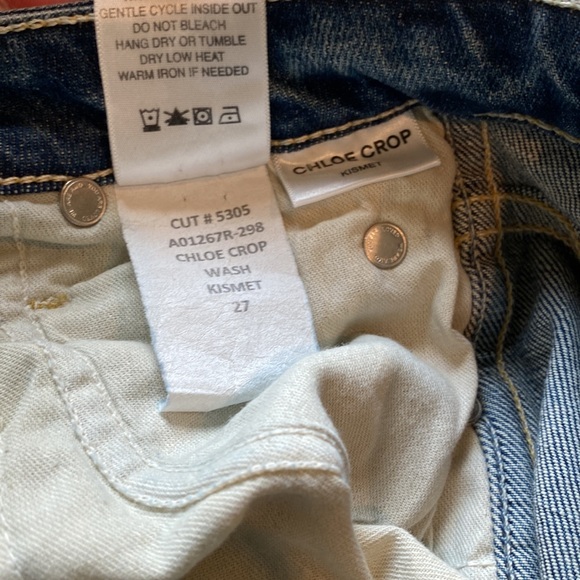 GENTLE CYCLE INSIDE OUT
DO NOT BLEACH
HANG DRY OR TUMBLE
DRY LOW HEAT
WARM IRON IF NEEDED
CHLOE CROP
KISMET
CUT # 5305
A01267R-298
CHLOE CROP
WASH
KISMET
27